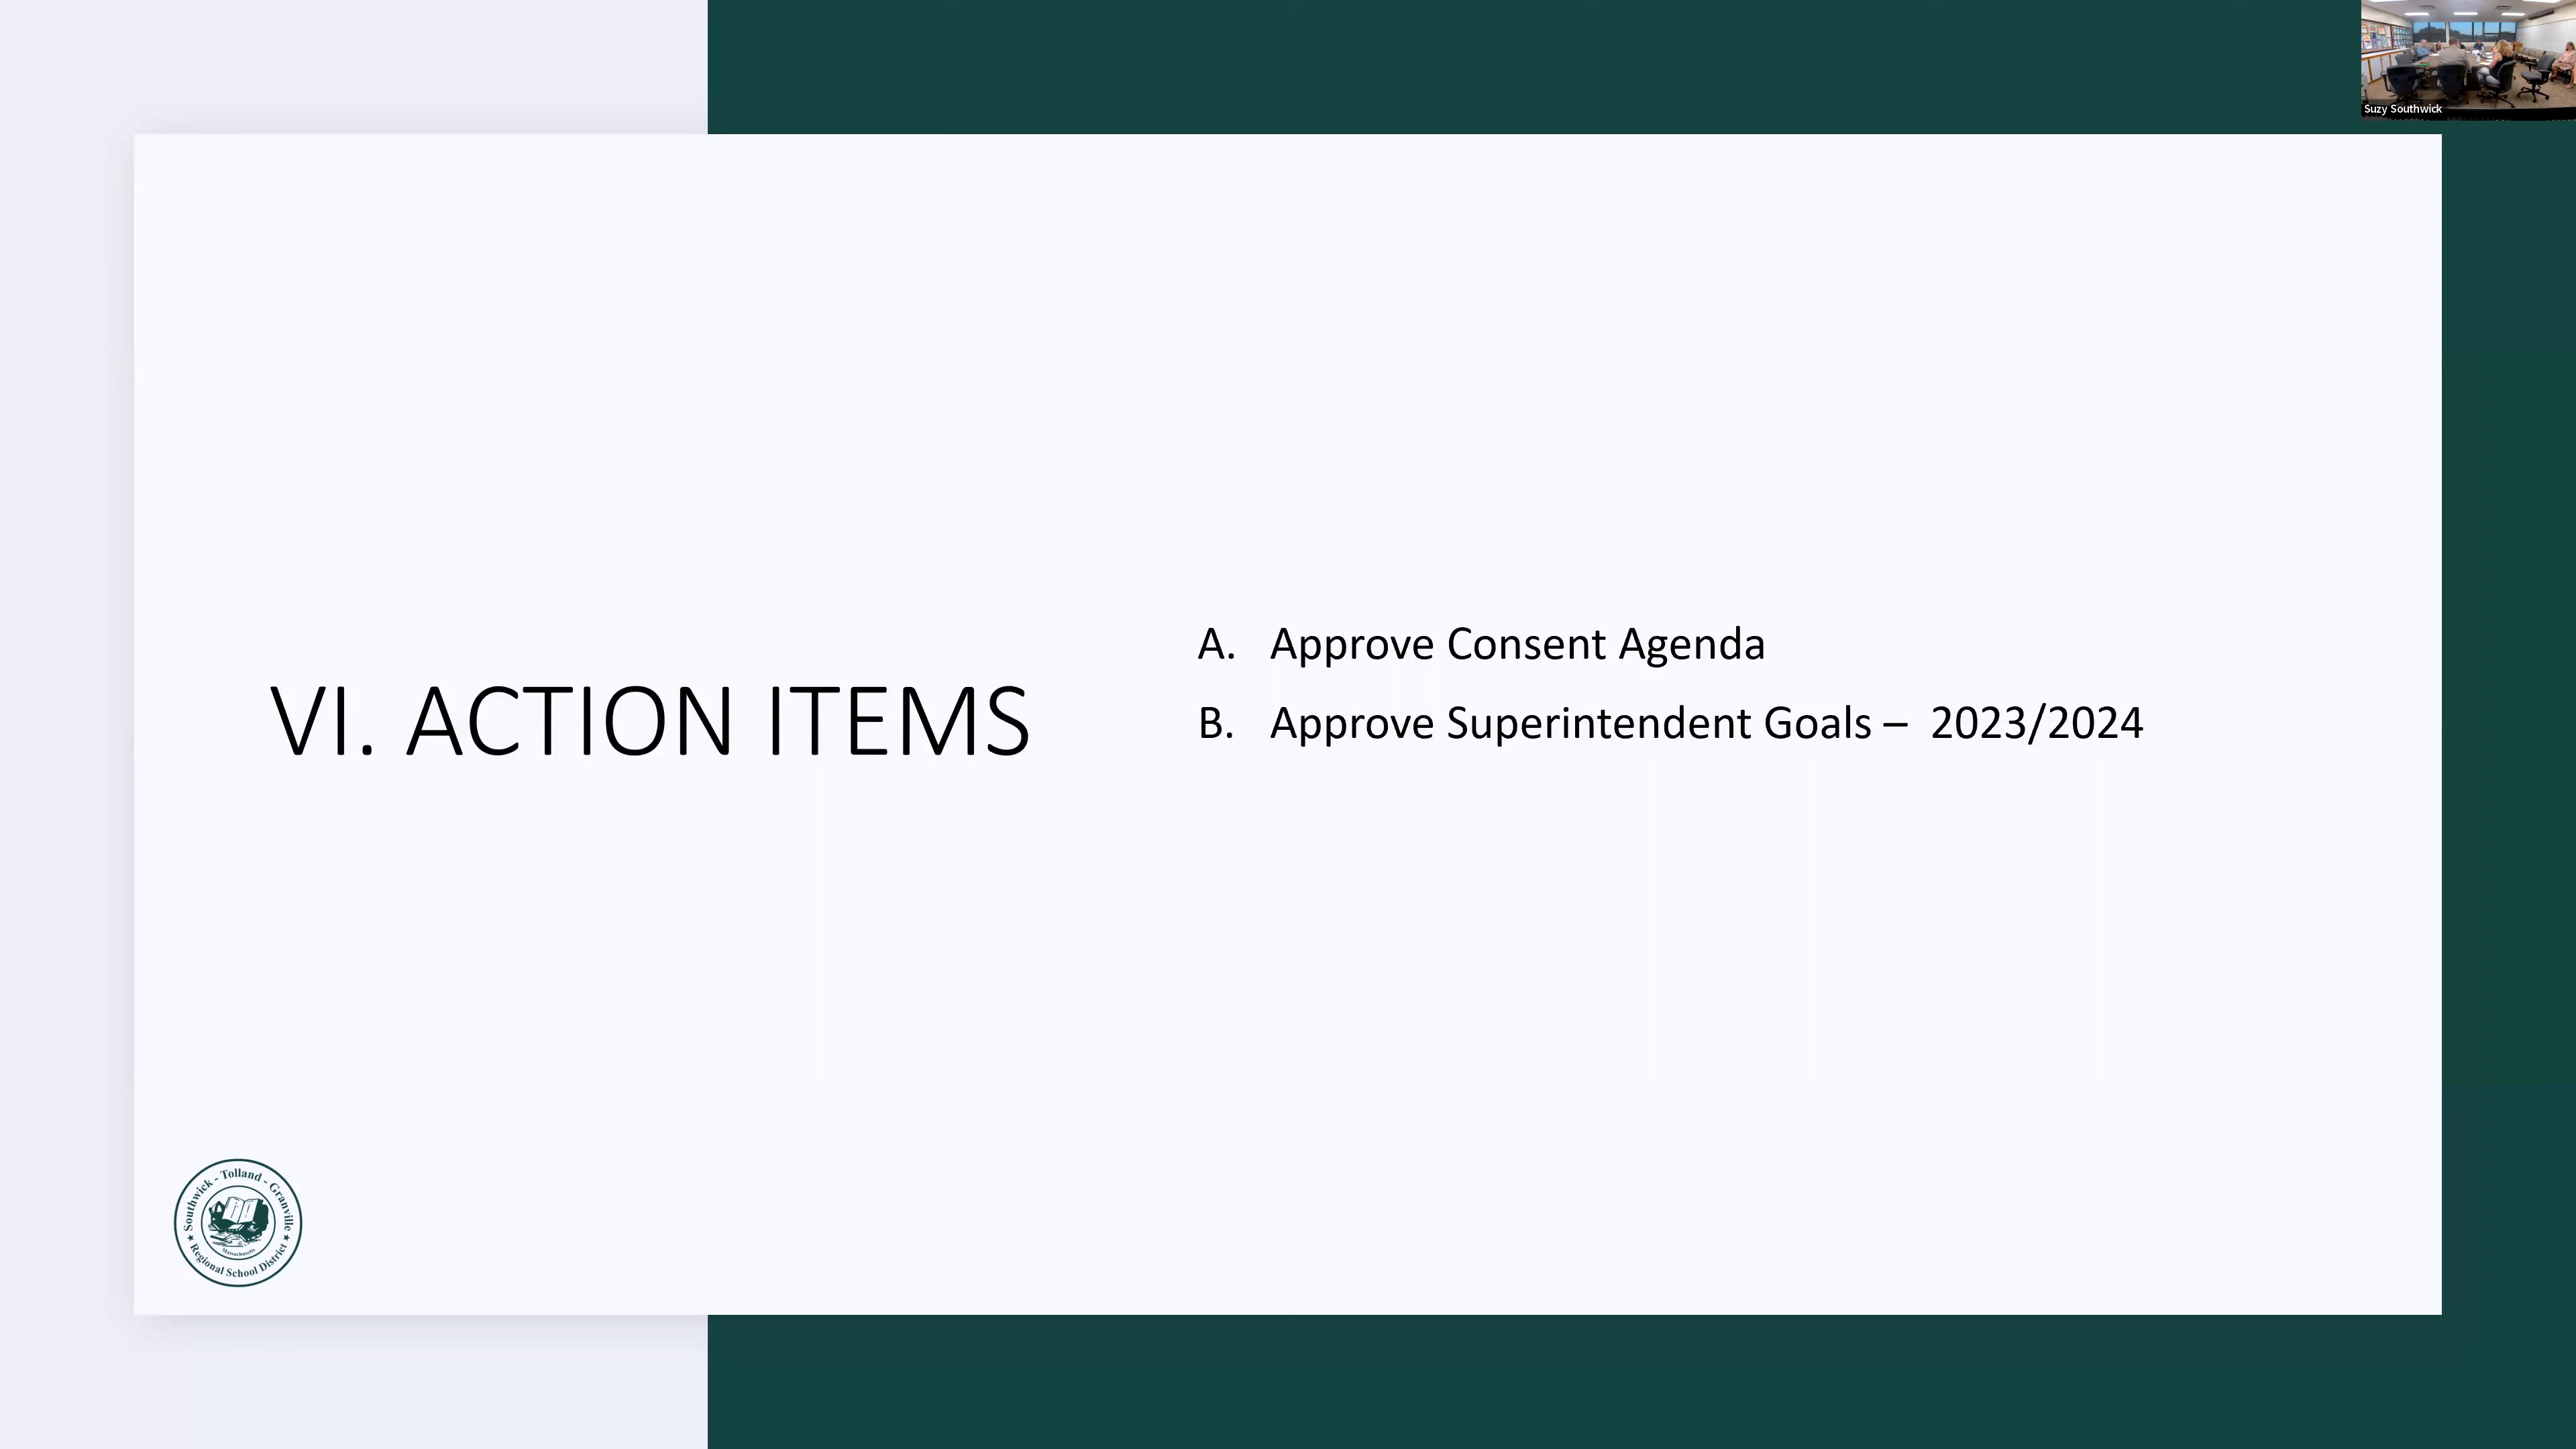 Suzy Southwick
VI. ACTION ITEMS
A. Approve Consent Agenda
B. Approve Superintendent Goals – 2023/2024
Southwick - Tolland - Granville
Massachusetts
★ Regional School District ★